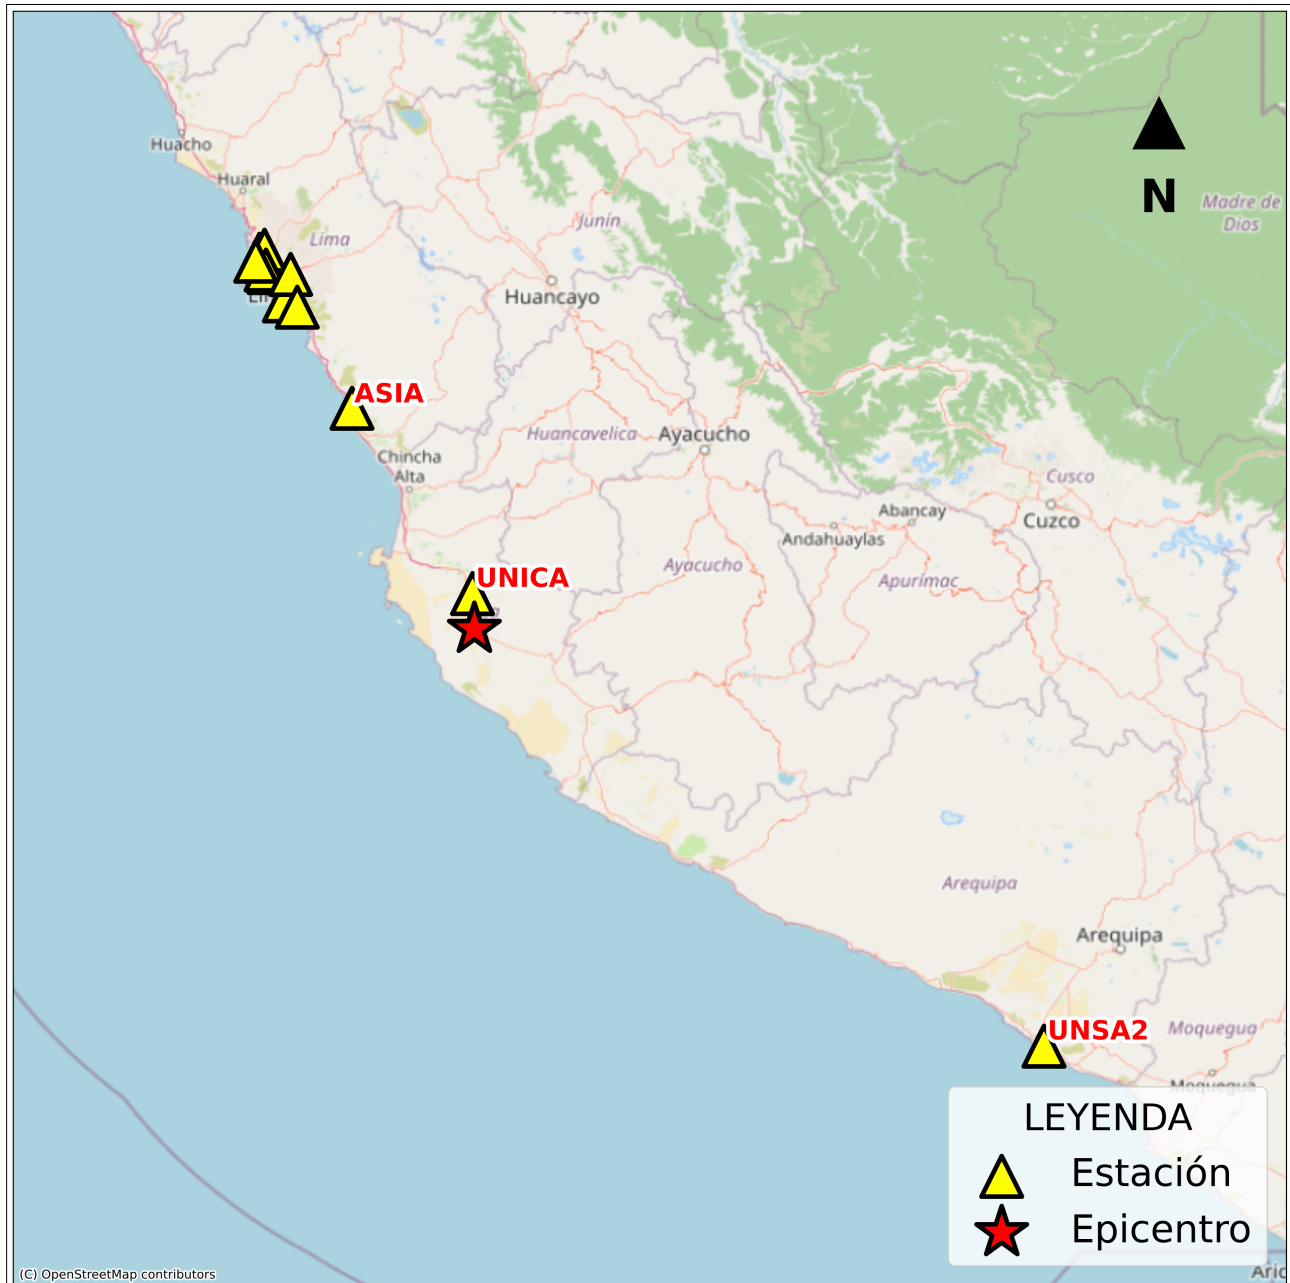 Huacho
Huaral
Lima
Junín
N
Madre de
Dios
Huancayo
ASIA
Chincha
Alta
Huancavelica
Ayacucho
Cusco
Abancay
Andahuaylas
Cuzco
Ayacucho
Apurímac
UNICA
Arequipa
Arequipa
UNSA2
Moquegua
Moquegua
LEYENDA
Estación
Epicentro
(C) OpenStreetMap contributors